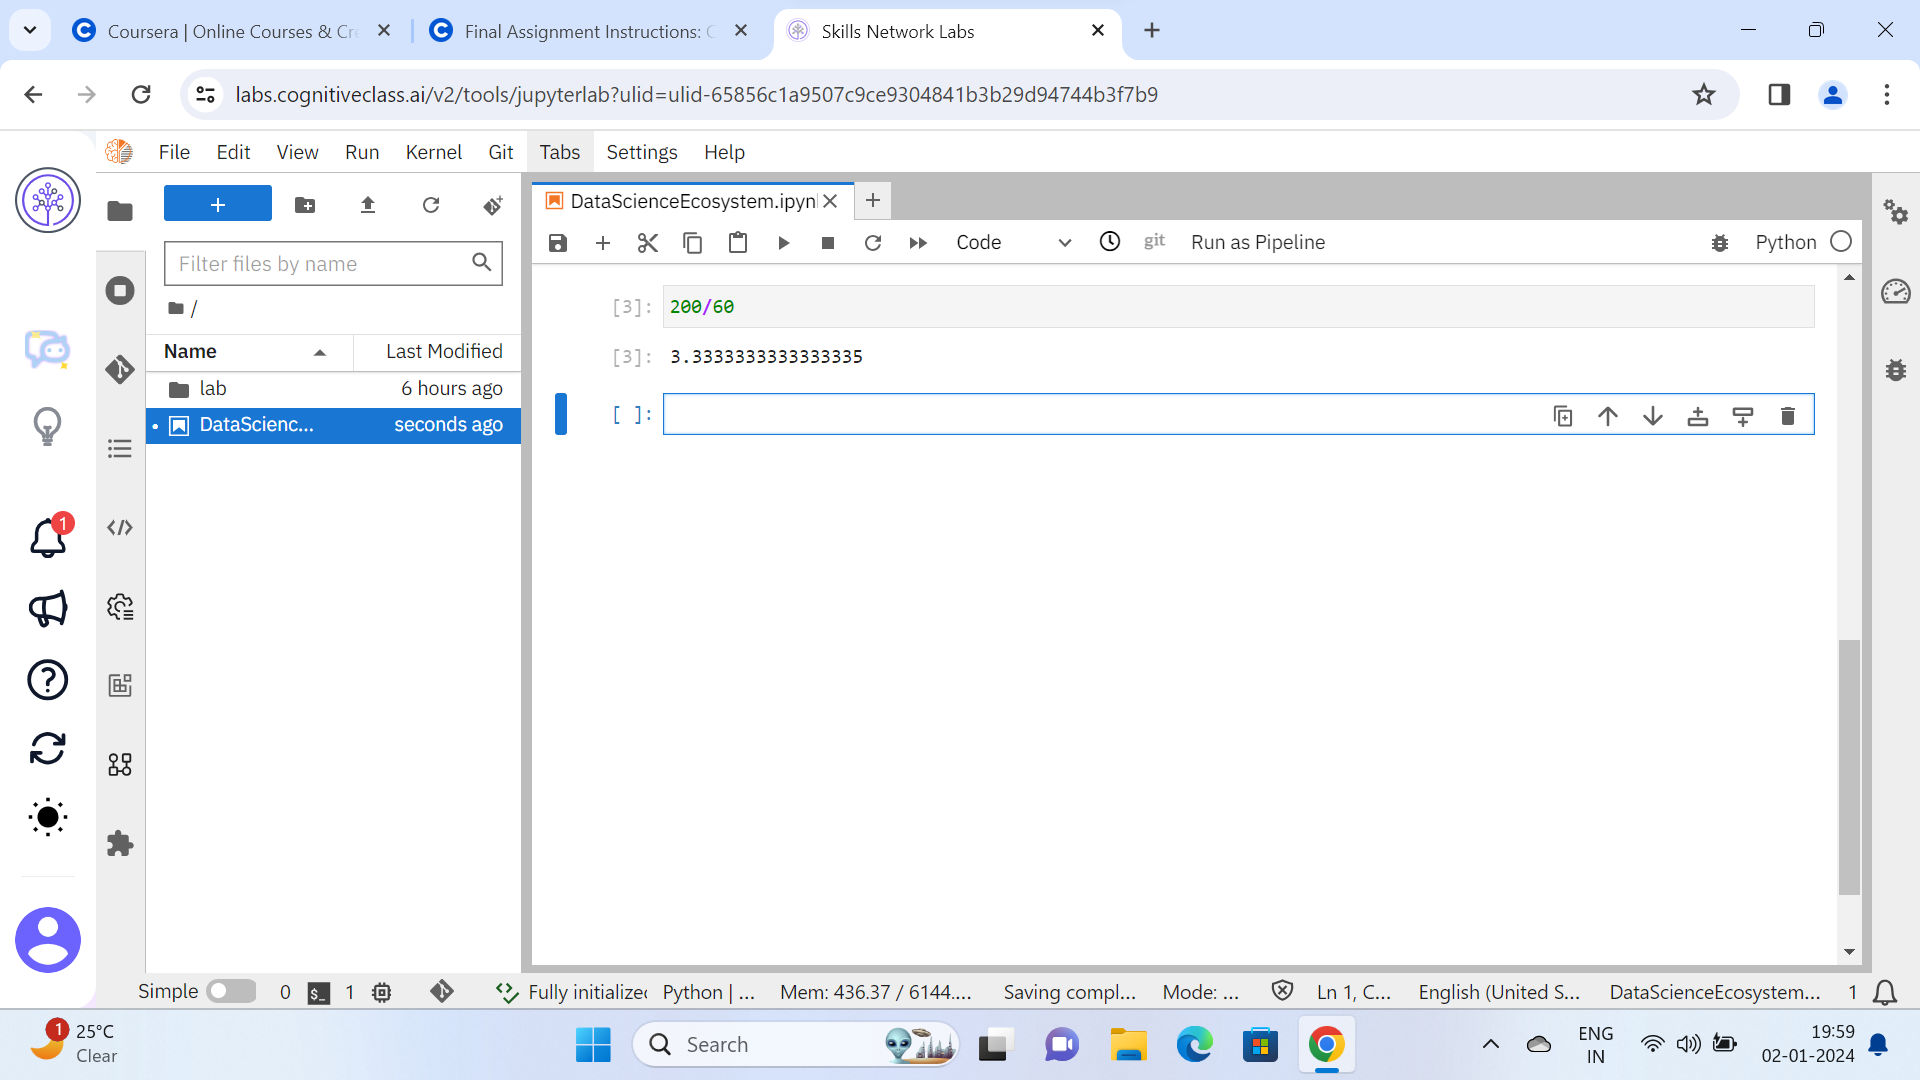 Coursera | Online Courses & Cre
Final Assignment Instructions: C
Skills Network Labs
labs.cognitiveclass.ai/v2/tools/jupyterlab?ulid=ulid-65856c1a9507c9ce9304841b3b29d94744b3f7b9
File Edit View Run Kernel Git Tabs Settings Help
DataScienceEcosystem.ipyn
Code git Run as Pipeline Python
Filter files by name
/
Name Last Modified
lab 6 hours ago
DataScienc... seconds ago
[3]: 200/60
[3]: 3.3333333333333335
[ ]:
1
Simple 0 $_ 1 Fully initialized Python | ... Mem: 436.37 / 6144.... Saving compl... Mode: ... Ln 1, C... English (United S... DataScienceEcosystem... 1
1
25°C
Clear
Search
ENG
IN
19:59
02-01-2024